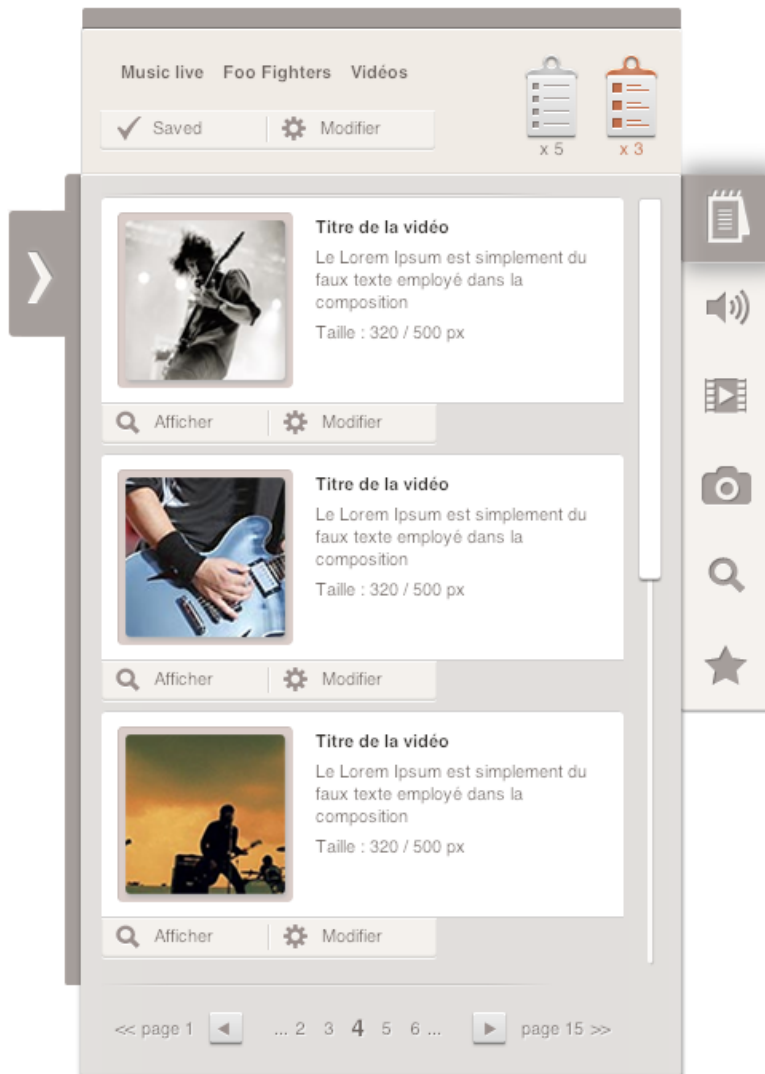 Music live Foo Fighters Vidéos
Saved Modifier
x 5 x 3
Titre de la vidéo
Le Lorem Ipsum est simplement du
faux texte employé dans la
composition
Taille : 320 / 500 px
Afficher Modifier
Titre de la vidéo
Le Lorem Ipsum est simplement du
faux texte employé dans la
composition
Taille : 320 / 500 px
Afficher Modifier
Titre de la vidéo
Le Lorem Ipsum est simplement du
faux texte employé dans la
composition
Taille : 320 / 500 px
Afficher Modifier
<< page 1 ... 2 3 4 5 6 ... page 15 >>